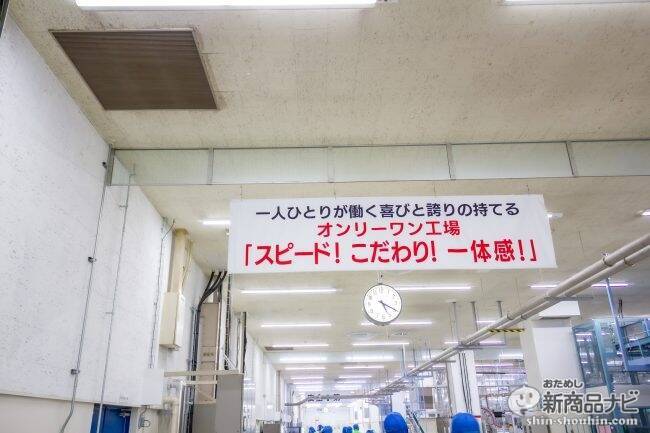 一人ひとりが働く喜びと誇りの持てる
オンリーワン工場
「スピード！こだわり！一体感！」
おためし
新商品ナビ
shin-shouhin.com